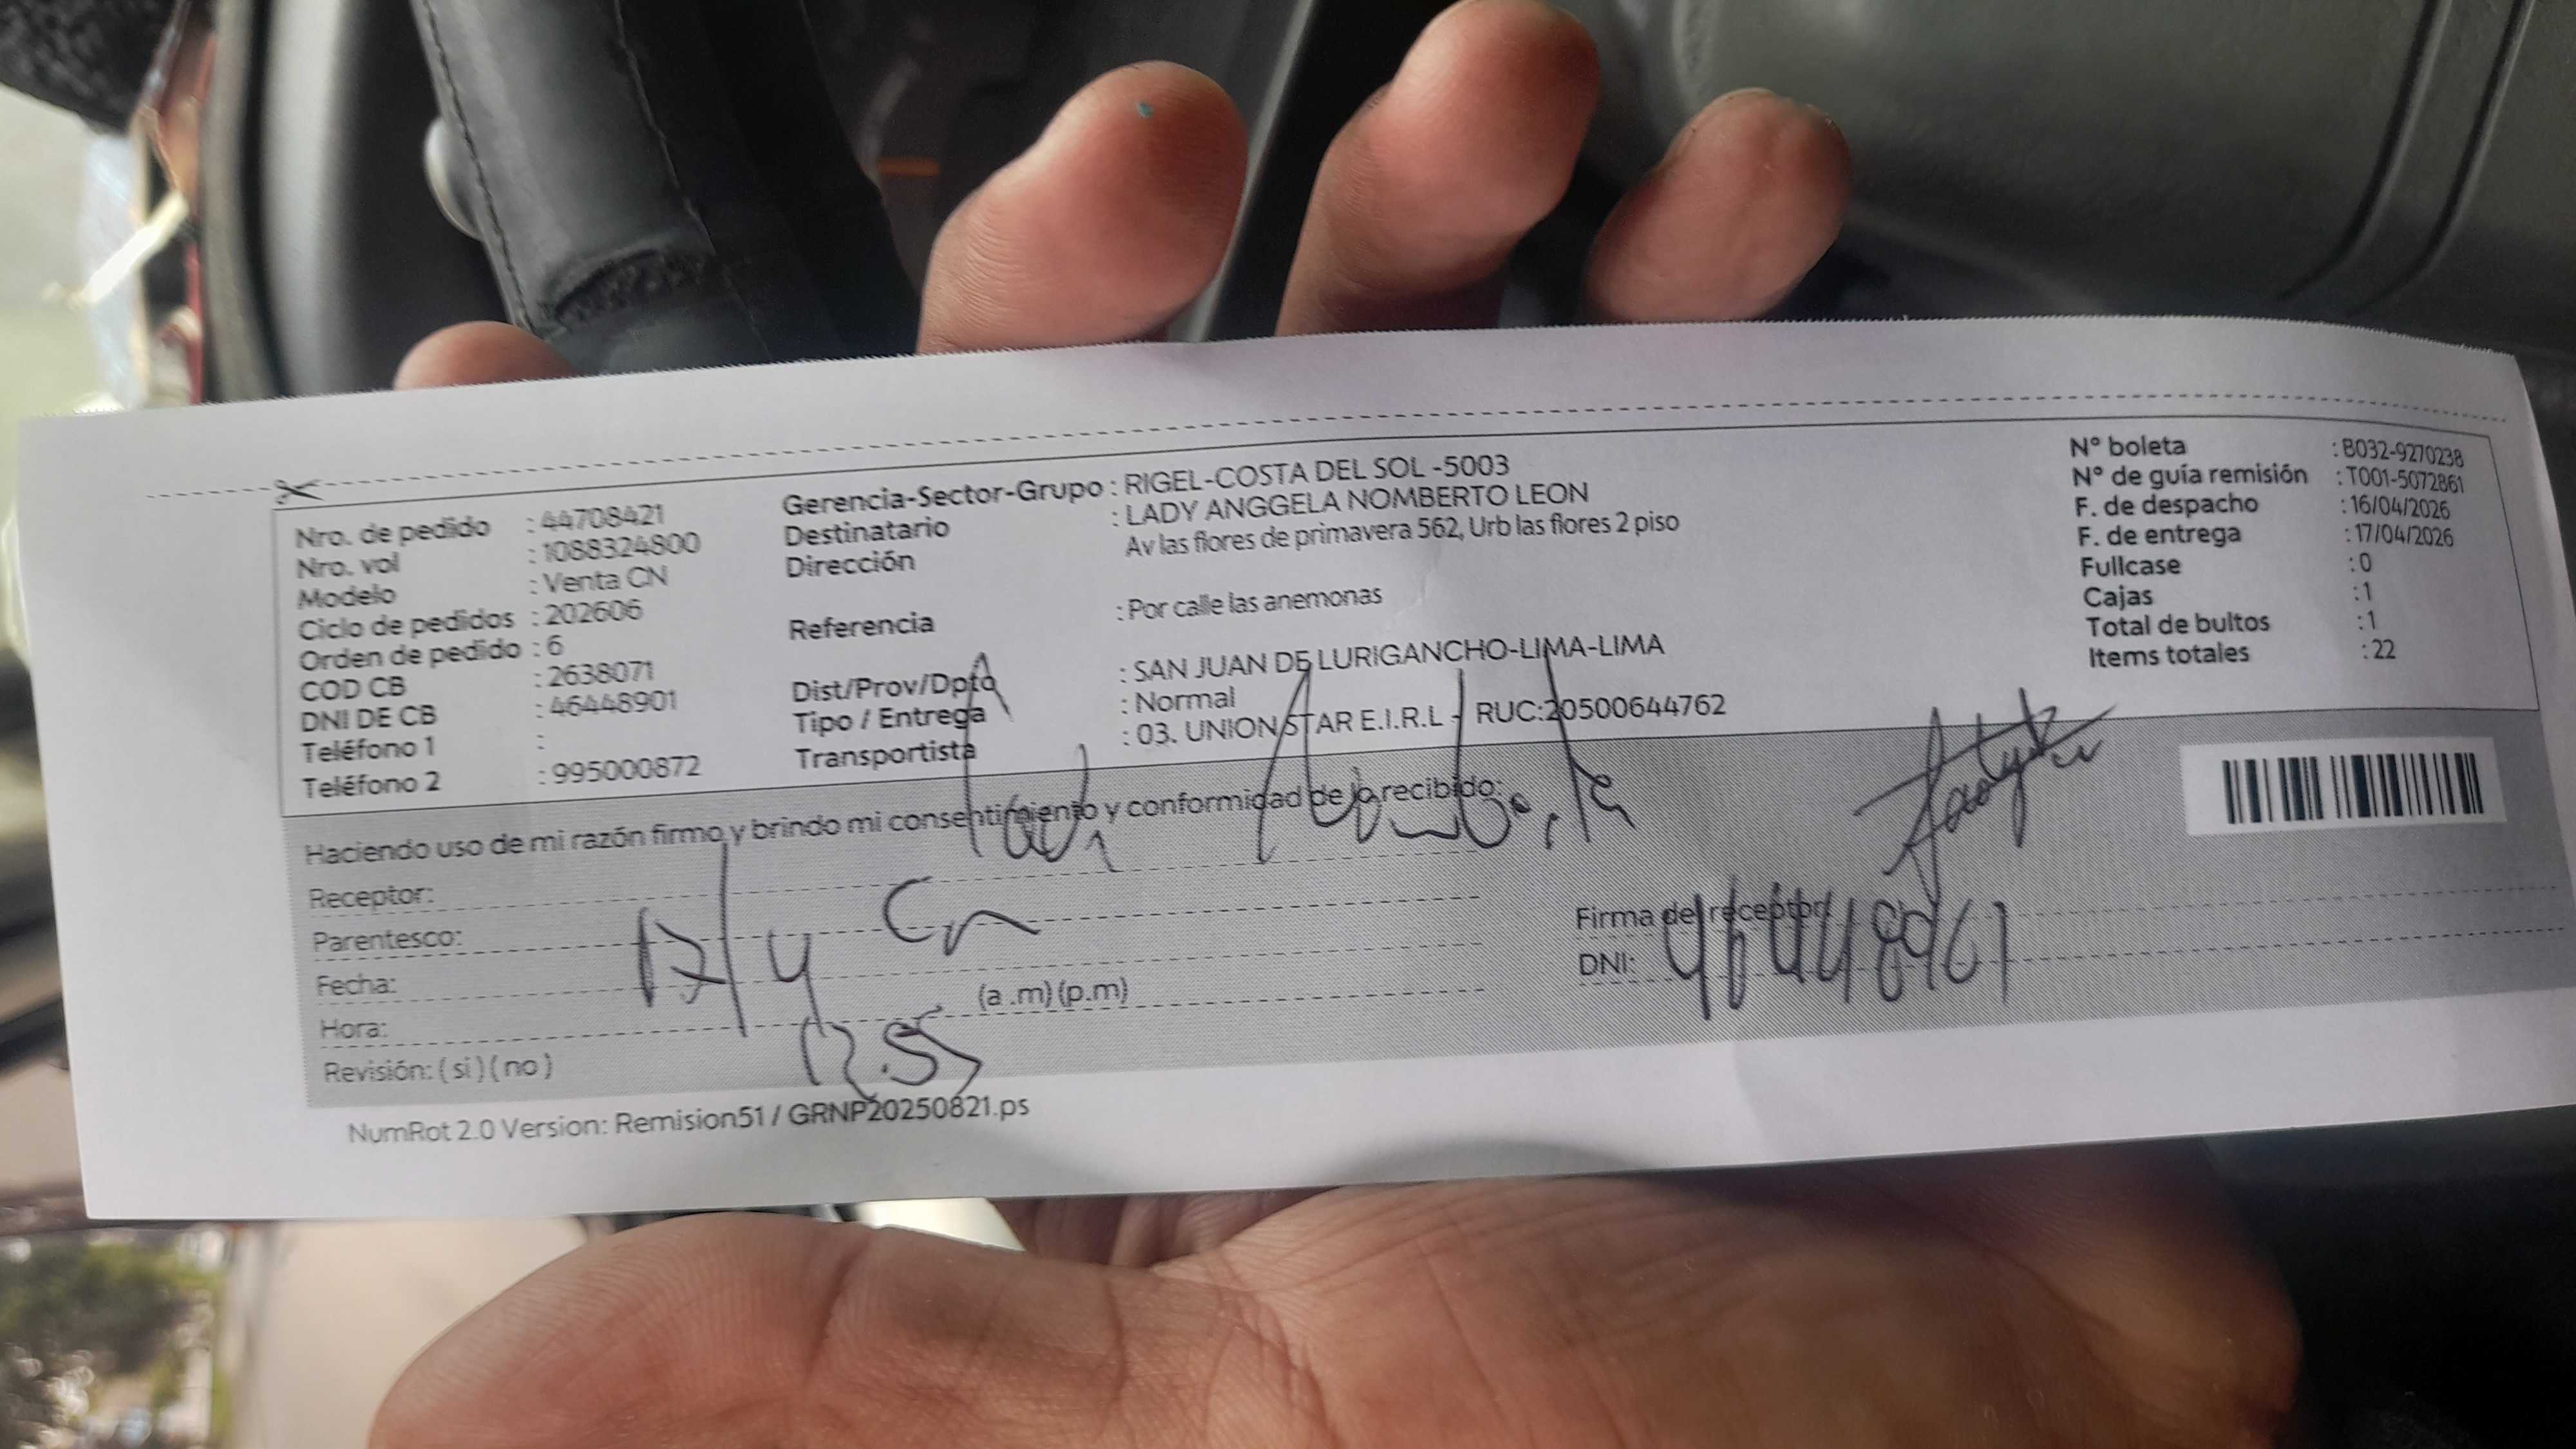 Nro. de pedido : 44708421
Nro. vol : 1088324800
Modelo : Venta CN
Ciclo de pedidos : 202606
Orden de pedido : 6
COD CB : 2638071
DNI DE CB : 46448901
Teléfono 1 :
Teléfono 2 : 995000872
Gerencia-Sector-Grupo : RIGEL-COSTA DEL SOL -5003
Destinatario : LADY ANGGELA NOMBERTO LEON
Dirección Av las flores de primavera 562, Urb las flores 2 piso
Referencia : Por calle las anemonas
Dist/Prov/Dpto : SAN JUAN DE LURIGANCHO-LIMA-LIMA
Tipo / Entrega : Normal
Transportista : 03. UNION STAR E.I.R.L - RUC:20500644762
N° boleta : B032-9270238
N° de guía remisión : T001-5072861
F. de despacho : 16/04/2026
F. de entrega : 17/04/2026
Fullcase : 0
Cajas : 1
Total de bultos : 1
Items totales : 22
Haciendo uso de mi razón firmo y brindo mi consentimiento y conformidad de lo recibido:
Receptor:
Parentesco: Cn
Fecha: 17/4
Hora: 12.55 (a .m) (p.m)
Revisión: ( si ) ( no )
Firma del receptor:
DNI:
NumRot 2.0 Version: Remision51 / GRNP20250821.ps